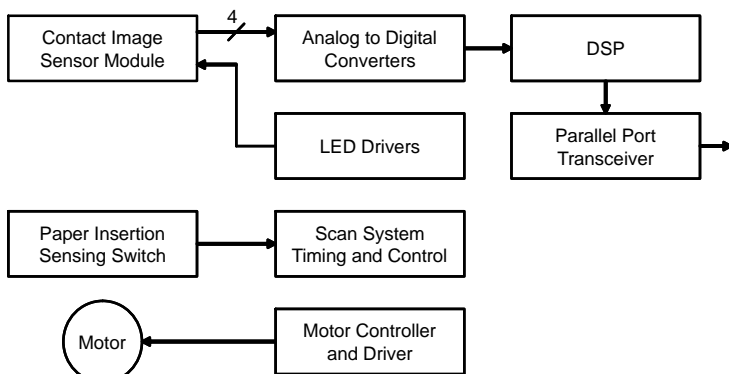 4
Contact Image
Sensor Module
Analog to Digital
Converters
DSP
LED Drivers
Parallel Port
Transceiver
Paper Insertion
Sensing Switch
Scan System
Timing and Control
Motor
Motor Controller
and Driver